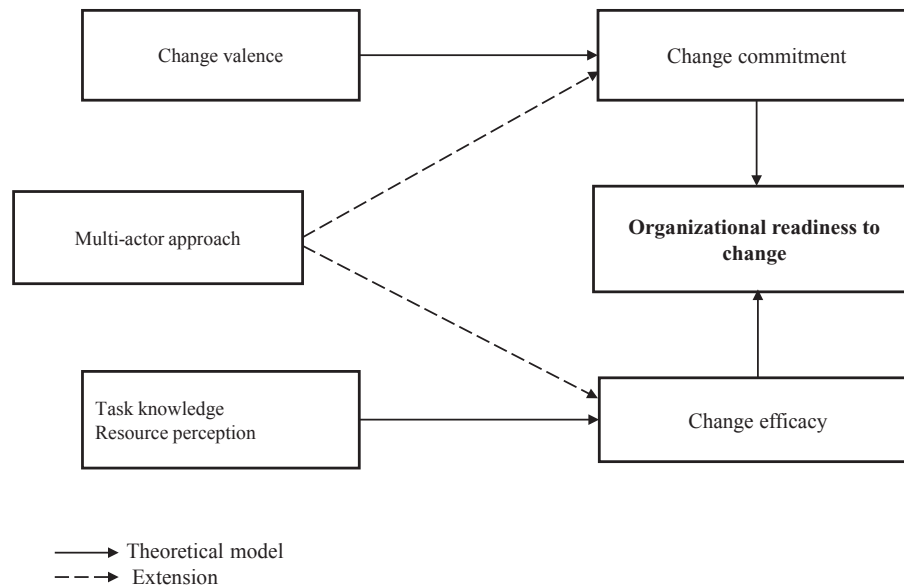 Change valence
Change commitment
Multi-actor approach
Organizational readiness to
change
Task knowledge
Resource perception
Change efficacy
Theoretical model
Extension